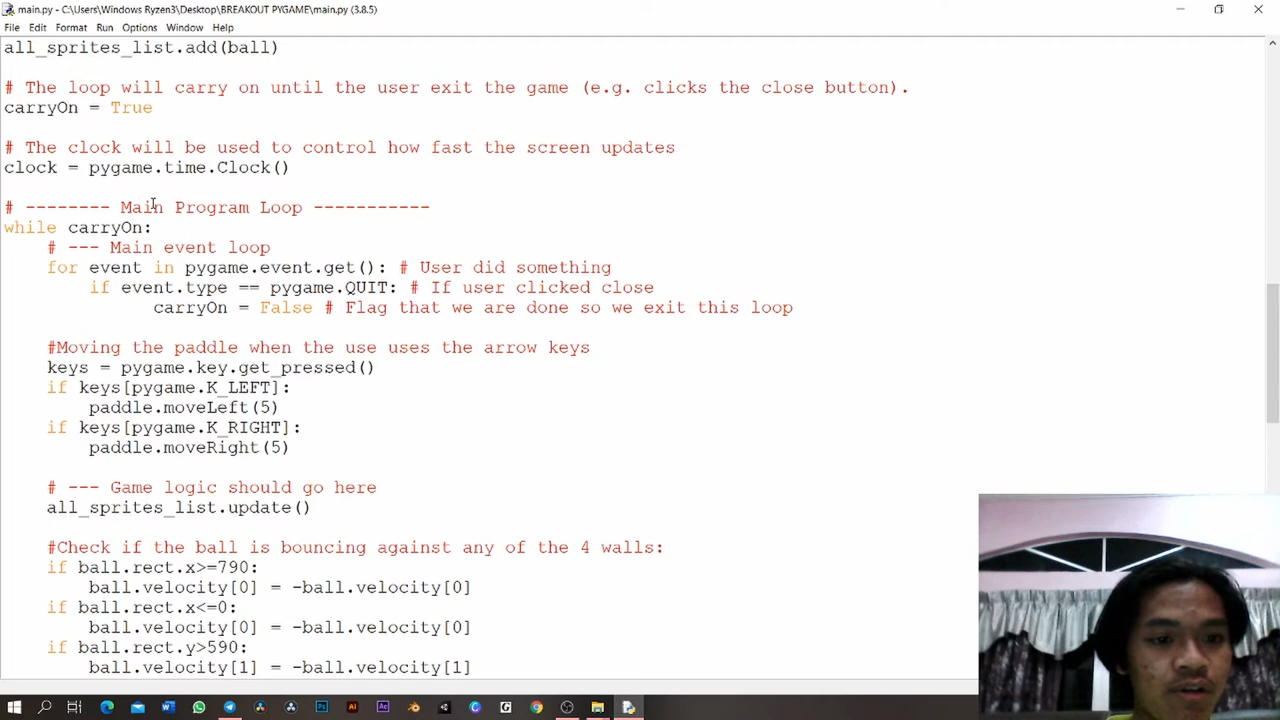 main.py - C:\Users\Windows Ryzen3\Desktop\BREAKOUT PYGAME\main.py (3.8.5)
File Edit Format Run Options Window Help
all_sprites_list.add(ball)
# The loop will carry on until the user exit the game (e.g. clicks the close button).
carryOn = True
# The clock will be used to control how fast the screen updates
clock = pygame.time.Clock()
# -------- Main Program Loop -----------
while carryOn:
    # --- Main event loop
    for event in pygame.event.get(): # User did something
        if event.type == pygame.QUIT: # If user clicked close
              carryOn = False # Flag that we are done so we exit this loop
    #Moving the paddle when the use uses the arrow keys
    keys = pygame.key.get_pressed()
    if keys[pygame.K_LEFT]:
        paddle.moveLeft(5)
    if keys[pygame.K_RIGHT]:
        paddle.moveRight(5)
    # --- Game logic should go here
    all_sprites_list.update()
    #Check if the ball is bouncing against any of the 4 walls:
    if ball.rect.x>=790:
        ball.velocity[0] = -ball.velocity[0]
    if ball.rect.x<=0:
        ball.velocity[0] = -ball.velocity[0]
    if ball.rect.y>590:
        ball.velocity[1] = -ball.velocity[1]